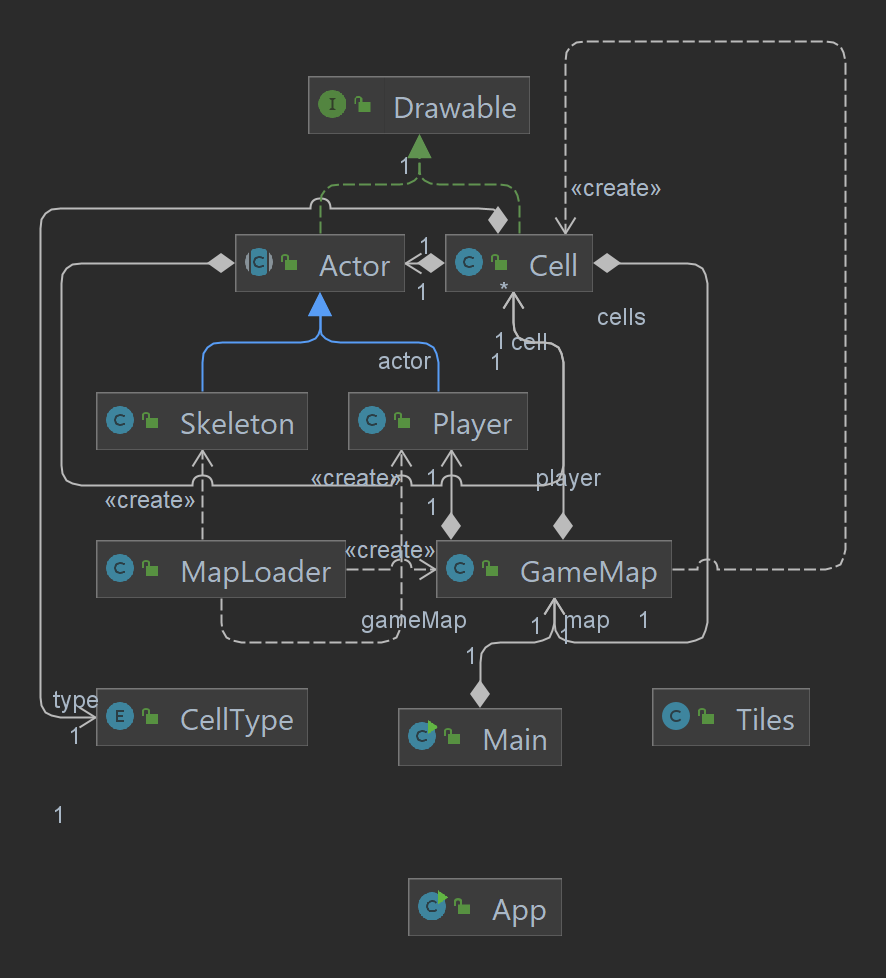 I Drawable
1
«create»
C Actor
1
1
C Cell
*
cells
1 cell
1
actor
C Skeleton
C Player
«create»
«create»
1
player
1
C MapLoader
«create»
C GameMap
gameMap
1
1
map
1
1
type
1
E CellType
C Main
C Tiles
1
C App